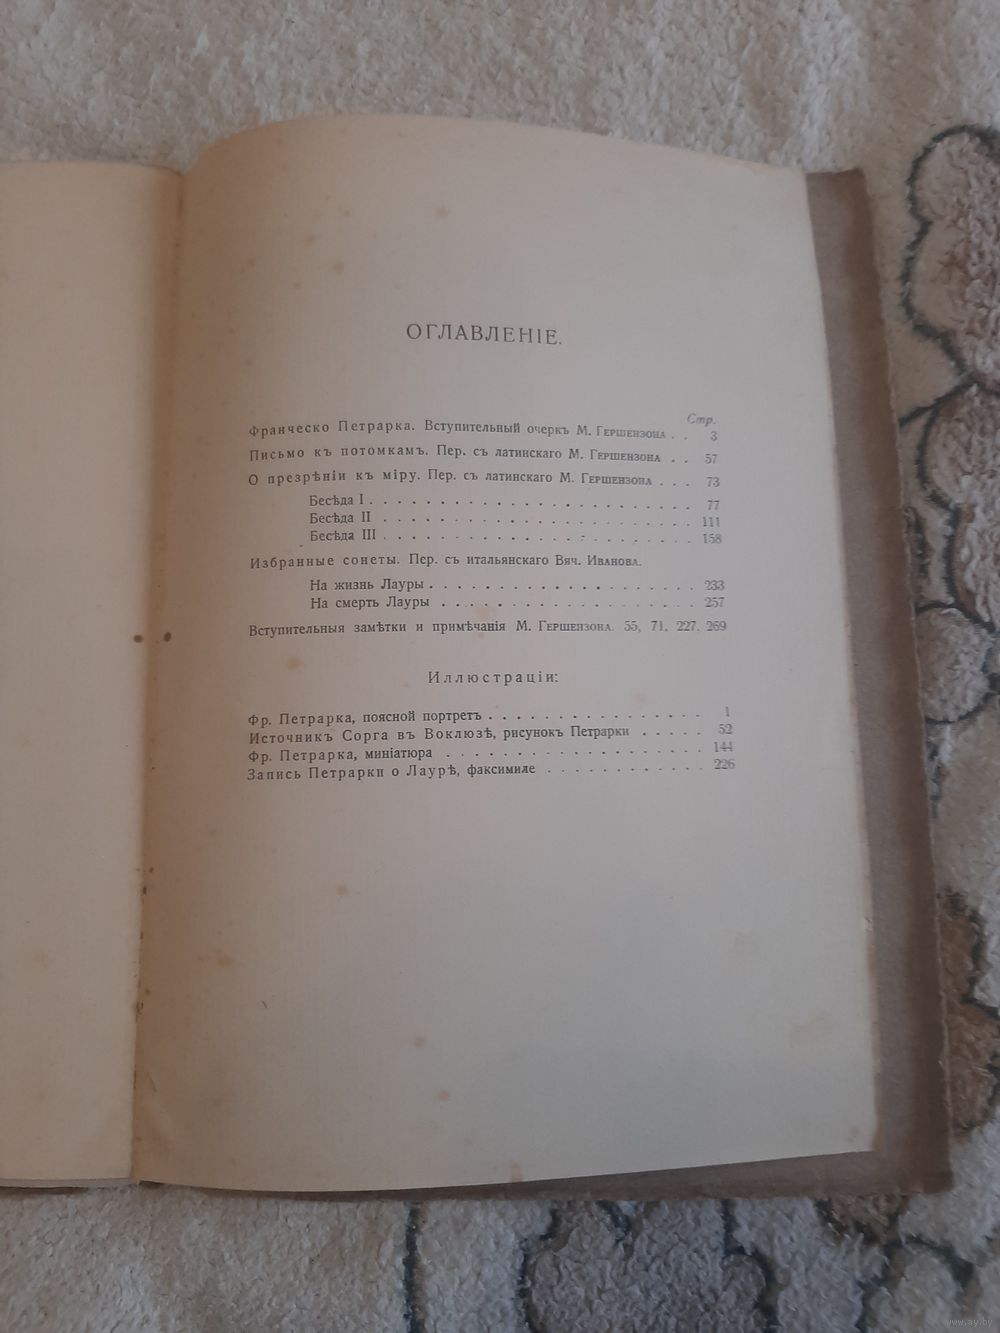 ОГЛАВЛЕНІЕ.
Стр.
Франческо Петрарка. Вступительный очеркъ М. Гершензона . . 3
Письмо къ потомкамъ. Пер. съ латинскаго М. Гершензона . . 57
О презрѣніи къ міру. Пер. съ латинскаго М. Гершензона . . . 73
Бесѣда I . . . . . . . . . . . . . . . . . . . . . . . 77
Бесѣда II . . . . . . . . . . . . . . . . . . . . . . 111
Бесѣда III . . . . . . . . . . . . . . . . . . . . . . 158
Избранные сонеты. Пер. съ итальянскаго Вяч. Иванова.
На жизнь Лауры . . . . . . . . . . . . . . . . . . . 233
На смерть Лауры . . . . . . . . . . . . . . . . . . 257
Вступительныя замѣтки и примѣчанія М. Гершензона. 55, 71, 227, 269
Иллюстраціи:
Фр. Петрарка, поясной портретъ . . . . . . . . . . . . . . . . 1
Источникъ Сорга въ Воклюзѣ, рисунокъ Петрарки . . . . . 52
Фр. Петрарка, миніатюра . . . . . . . . . . . . . . . . . . . 144
Запись Петрарки о Лаурѣ, факсимиле . . . . . . . . . . . . 226
www.ay.by